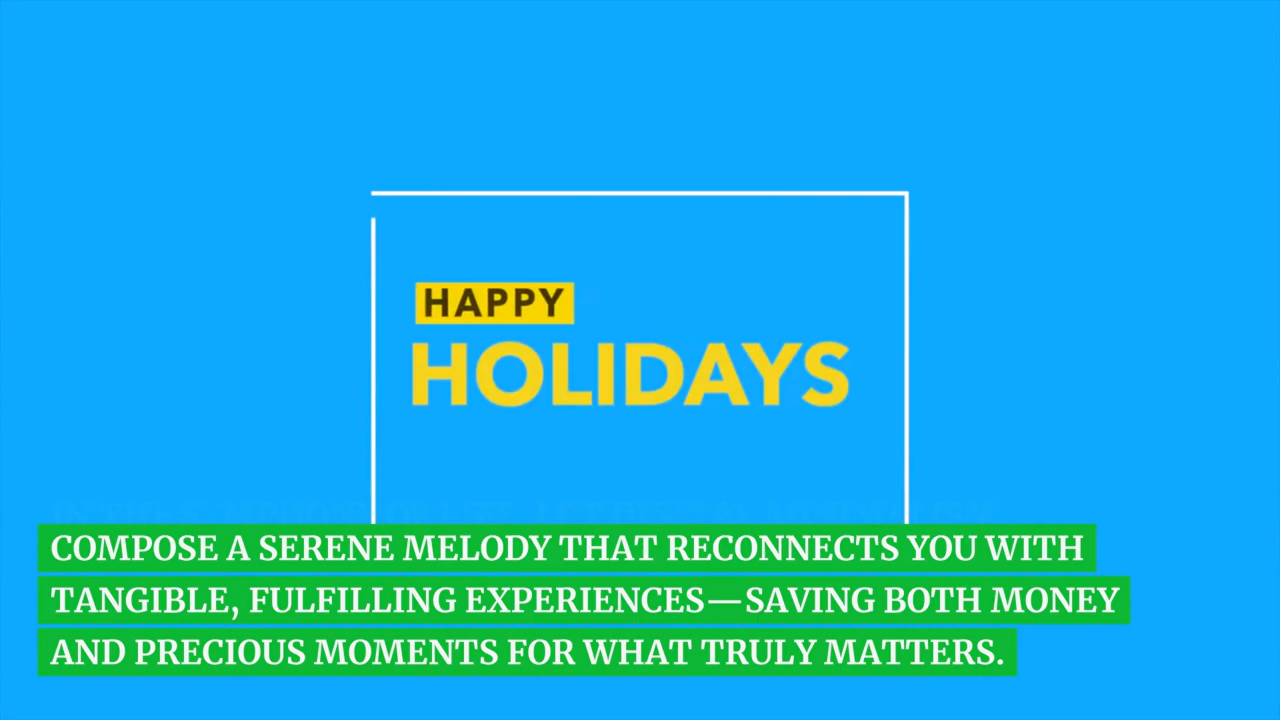 HAPPY
HOLIDAYS
COMPOSE A SERENE MELODY THAT RECONNECTS YOU WITH
TANGIBLE, FULFILLING EXPERIENCES—SAVING BOTH MONEY
AND PRECIOUS MOMENTS FOR WHAT TRULY MATTERS.